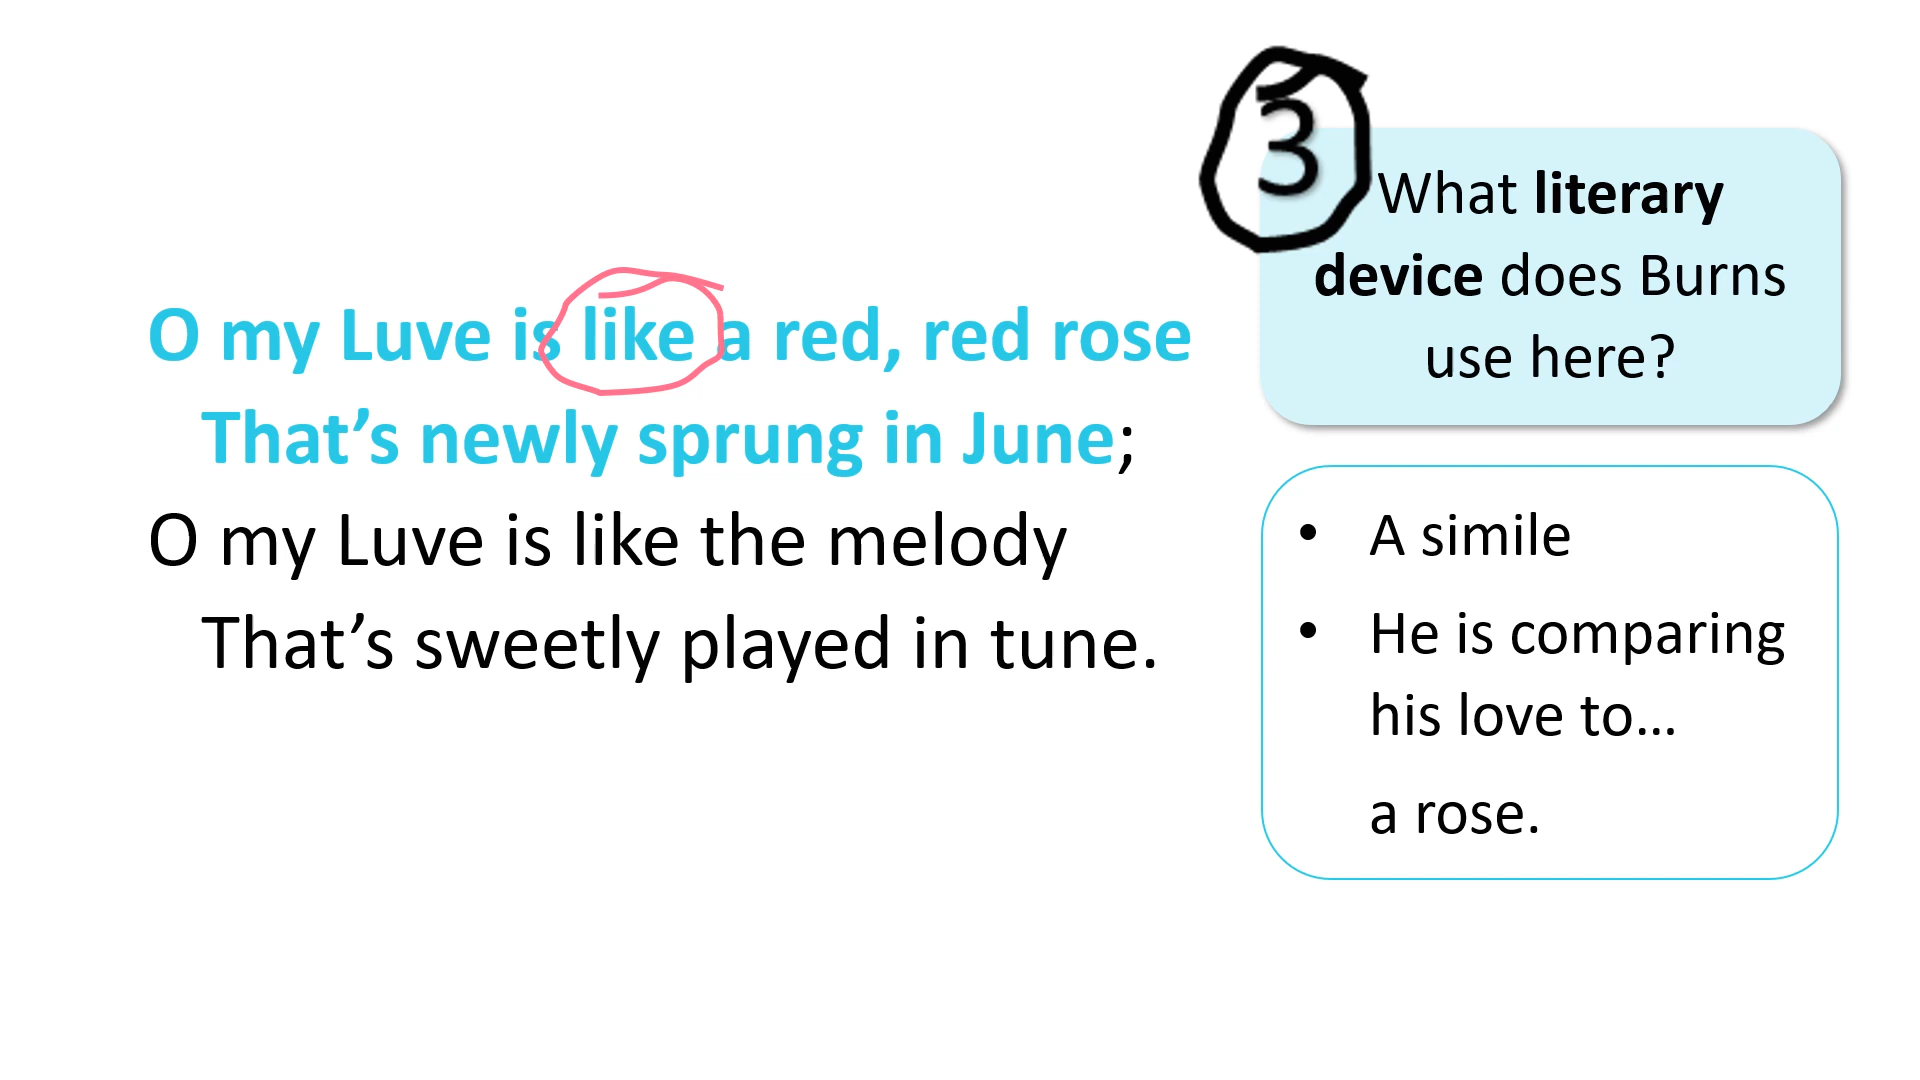 O my Luve is like a red, red rose
That’s newly sprung in June;
O my Luve is like the melody
That’s sweetly played in tune.
3
What literary
device does Burns
use here?
• A simile
• He is comparing
his love to...
a rose.